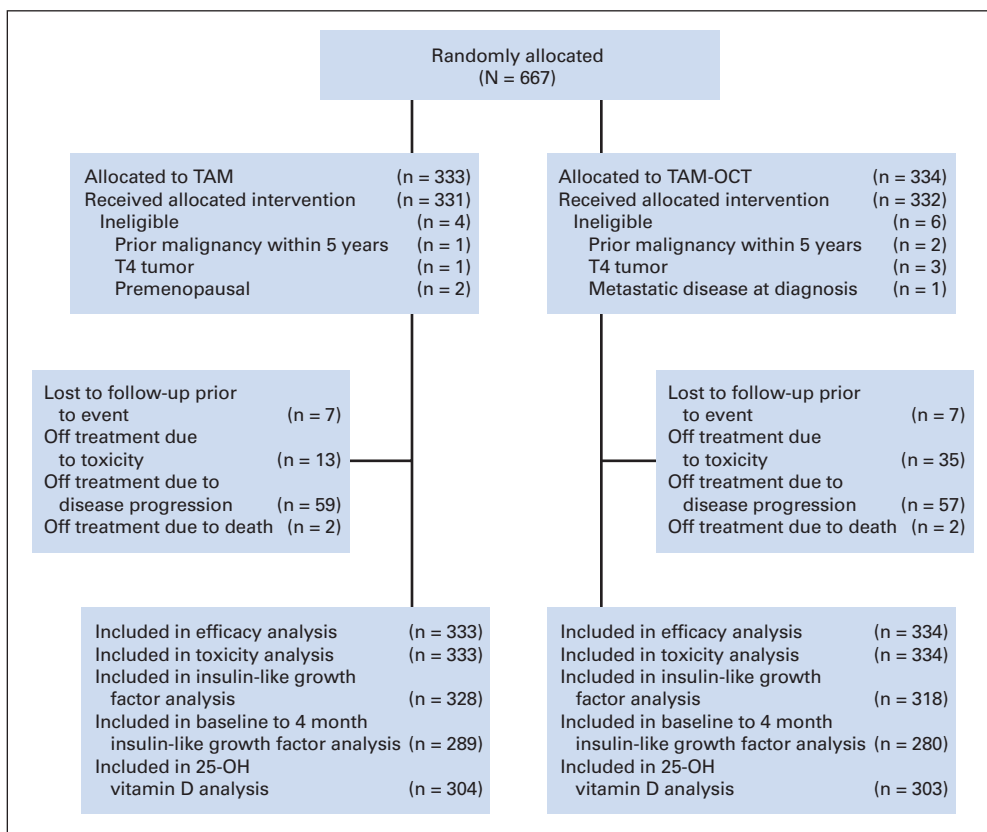 Randomly allocated
(N = 667)
Allocated to TAM (n = 333)
Received allocated intervention (n = 331)
Ineligible (n = 4)
Prior malignancy within 5 years (n = 1)
T4 tumor (n = 1)
Premenopausal (n = 2)
Allocated to TAM-OCT (n = 334)
Received allocated intervention (n = 332)
Ineligible (n = 6)
Prior malignancy within 5 years (n = 2)
T4 tumor (n = 3)
Metastatic disease at diagnosis (n = 1)
Lost to follow-up prior
to event (n = 7)
Off treatment due
to toxicity (n = 13)
Off treatment due to
disease progression (n = 59)
Off treatment due to death (n = 2)
Lost to follow-up prior
to event (n = 7)
Off treatment due
to toxicity (n = 35)
Off treatment due to
disease progression (n = 57)
Off treatment due to death (n = 2)
Included in efficacy analysis (n = 333)
Included in toxicity analysis (n = 333)
Included in insulin-like growth
factor analysis (n = 328)
Included in baseline to 4 month
insulin-like growth factor analysis (n = 289)
Included in 25-OH
vitamin D analysis (n = 304)
Included in efficacy analysis (n = 334)
Included in toxicity analysis (n = 334)
Included in insulin-like growth
factor analysis (n = 318)
Included in baseline to 4 month
insulin-like growth factor analysis (n = 280)
Included in 25-OH
vitamin D analysis (n = 303)